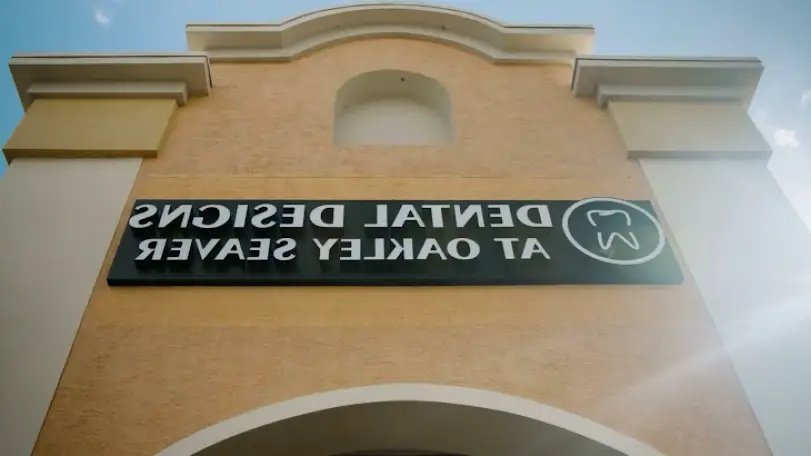 DENTAL DESIGNS
AT OAKLEY SEAVER